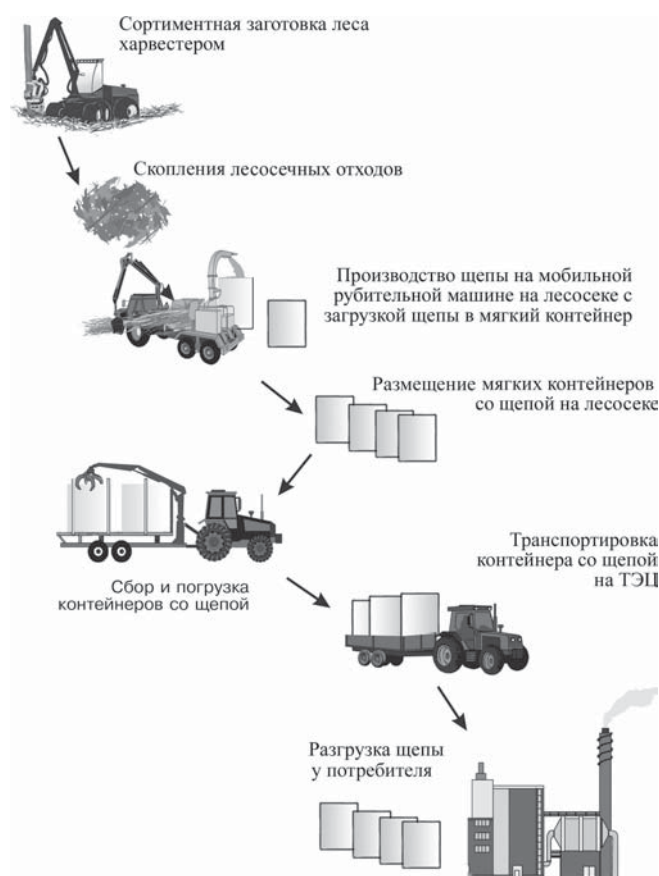 Сортиментная заготовка леса
харвестером
Скопления лесосечных отходов
Производство щепы на мобильной
рубительной машине на лесосеке с
загрузкой щепы в мягкий контейнер
Размещение мягких контейнеров
со щепой на лесосеке
Сбор и погрузка
контейнеров со щепой
Транспортировка
контейнера со щепой
на ТЭЦ
Разгрузка щепы
у потребителя